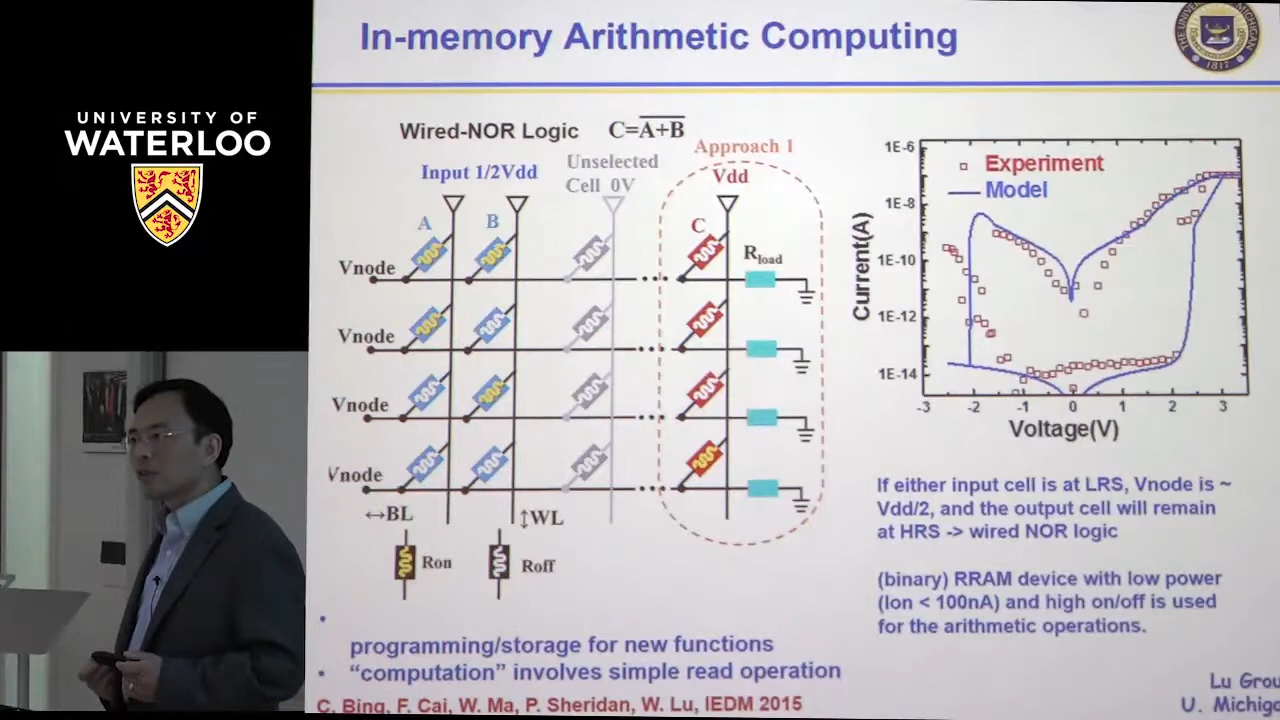 UNIVERSITY OF
WATERLOO
In-memory Arithmetic Computing
THE UNIVERSITY OF MICHIGAN
1817
Wired-NOR Logic C=A+B
Approach 1
Input 1/2Vdd
Unselected
Cell 0V
Vdd
A
B
C
Rload
Vnode
Vnode
Vnode
Vnode
↔BL
↕WL
Ron
Roff
Experiment
Model
Current(A)
1E-6
1E-8
1E-10
1E-12
1E-14
-3 -2 -1 0 1 2 3
Voltage(V)
If either input cell is at LRS, Vnode is ~
Vdd/2, and the output cell will remain
at HRS -> wired NOR logic
(binary) RRAM device with low power
(Ion < 100nA) and high on/off is used
for the arithmetic operations.
•
programming/storage for new functions
• “computation” involves simple read operation
C. Bing, F. Cai, W. Ma, P. Sheridan, W. Lu, IEDM 2015
Lu Grou
U. Michiga